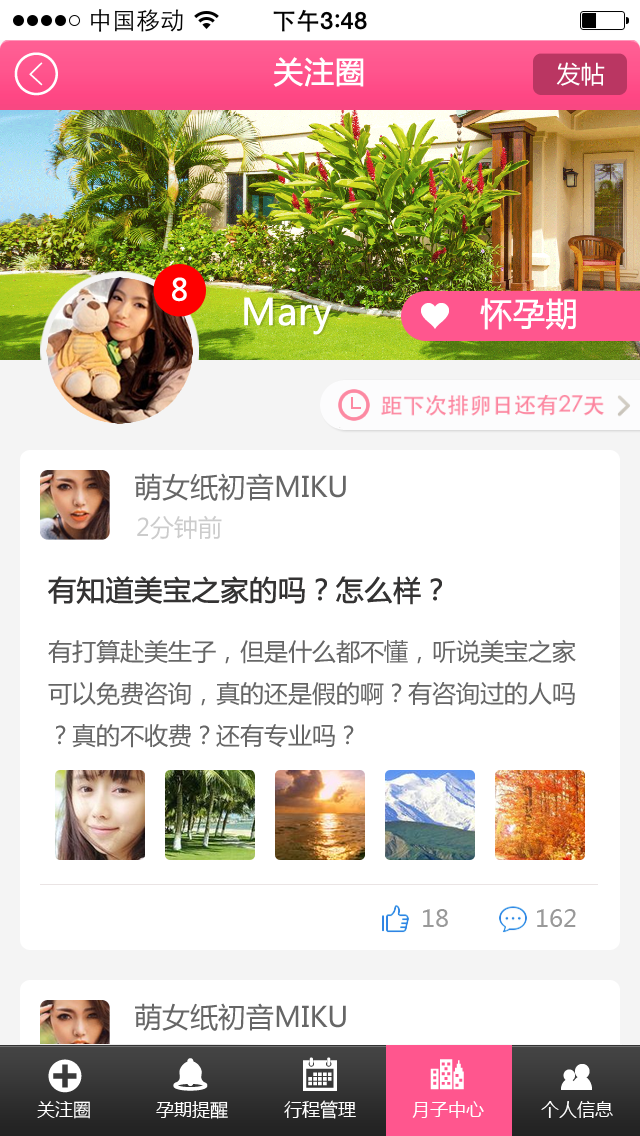 中国移动 下午3:48
关注圈 发帖
8
Mary 怀孕期
距下次排卵日还有27天
萌女纸初音MIKU
2分钟前
有知道美宝之家的吗？怎么样？
有打算赴美生子，但是什么都不懂，听说美宝之家
可以免费咨询，真的还是假的啊？有咨询过的人吗
？真的不收费？还有专业吗？
18 162
萌女纸初音MIKU
关注圈 孕期提醒 行程管理 月子中心 个人信息